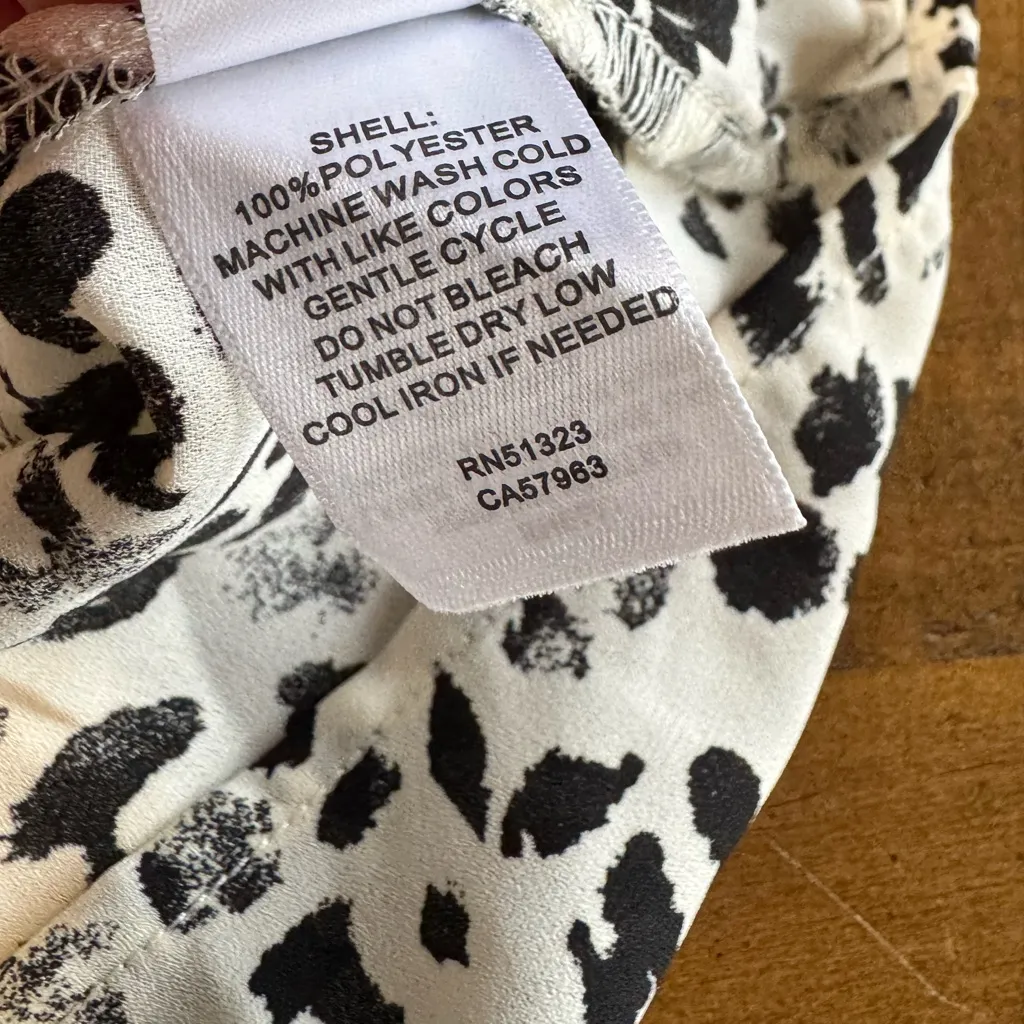 SHELL:
100%POLYESTER
MACHINE WASH COLD
WITH LIKE COLORS
GENTLE CYCLE
DO NOT BLEACH
TUMBLE DRY LOW
COOL IRON IF NEEDED
RN51323
CA57963